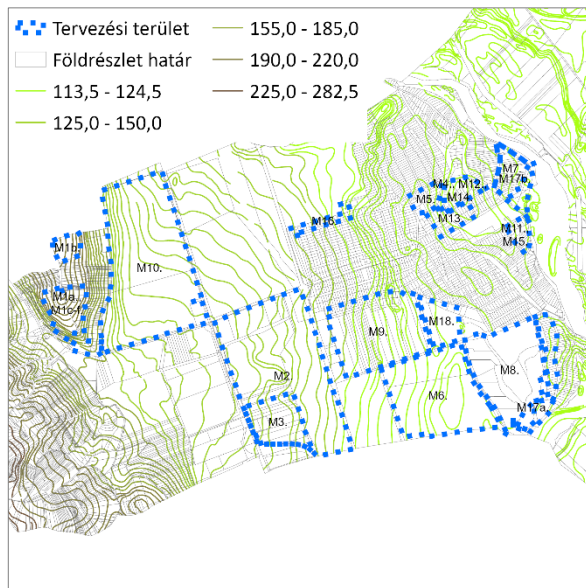 Tervezési terület
Földrészlet határ
113,5 - 124,5
125,0 - 150,0
155,0 - 185,0
190,0 - 220,0
225,0 - 282,5
M7.
M17b.
M4..
M12.
M5.
M14.
M13.
M16.
M11.
M15.
M1b.
M1a.
M10.
M9.
M18.
M8.
M2.
M6.
M3.
M17a